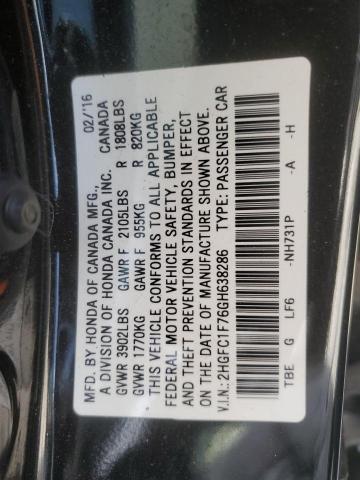 MFD. BY HONDA OF CANADA MFG., 02/'16
A DIVISION OF HONDA CANADA INC. CANADA
GVWR 3902LBS GAWR F 2105LBS R 1808LBS
GVWR 1770KG GAWR F 955KG R 820KG
THIS VEHICLE CONFORMS TO ALL APPLICABLE
FEDERAL MOTOR VEHICLE SAFETY, BUMPER,
AND THEFT PREVENTION STANDARDS IN EFFECT
ON THE DATE OF MANUFACTURE SHOWN ABOVE.
V.I.N.: 2HGFC1F76GH638286 TYPE: PASSENGER CAR
TBE G LF6 -NH731P -A -H